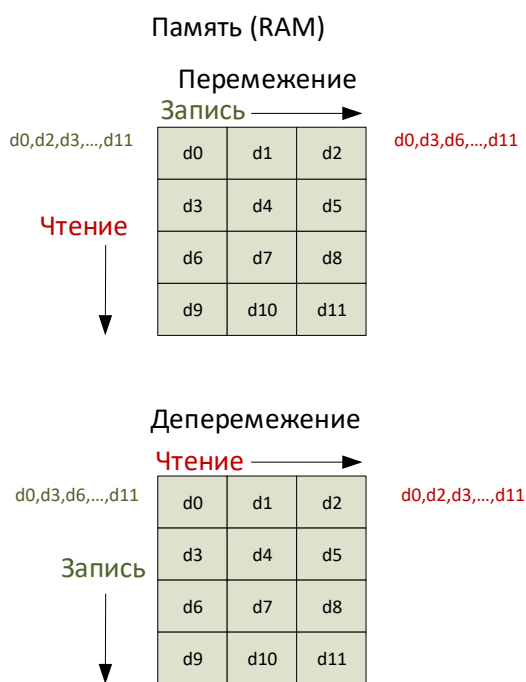 Память (RAM)
Перемежение
Запись
d0,d2,d3,...,d11
d0,d3,d6,...,d11
d0 d1 d2
d3 d4 d5
Чтение
d6 d7 d8
d9 d10 d11
Деперемежение
Чтение
d0,d3,d6,...,d11
d0,d2,d3,...,d11
d0 d1 d2
d3 d4 d5
Запись
d6 d7 d8
d9 d10 d11